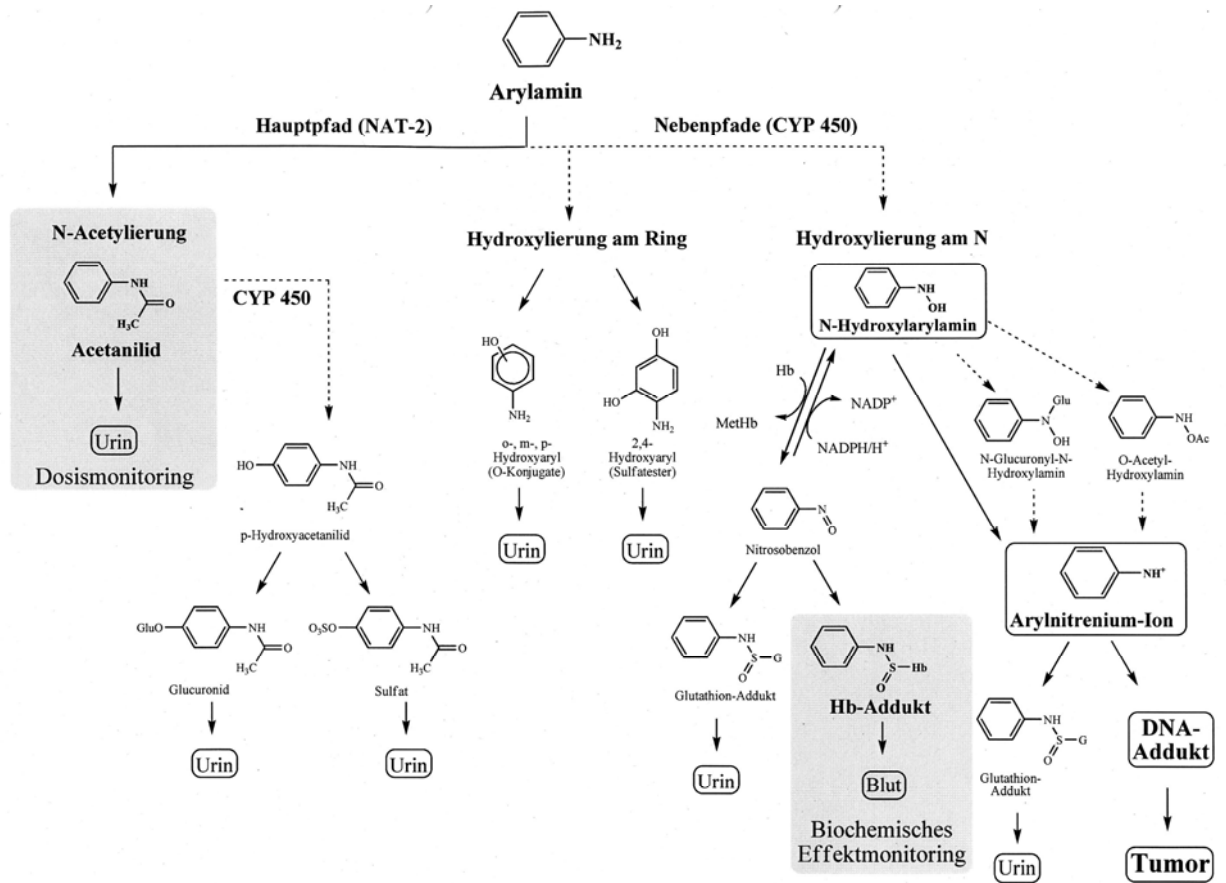 NH2
Arylamin
Hauptpfad (NAT-2)
Nebenpfade (CYP 450)
N-Acetylierung
NH
O
H3C
Acetanilid
Urin
Dosismonitoring
CYP 450
HO
NH
O
H3C
p-Hydroxyacetanilid
GluO
NH
O
H3C
Glucuronid
Urin
O3SO
NH
O
H3C
Sulfat
Urin
Hydroxylierung am Ring
HO
NH2
o-, m-, p-
Hydroxyaryl
(O-Konjugate)
Urin
OH
HO
NH2
2,4-
Hydroxyaryl
(Sulfatester)
Urin
Hydroxylierung am N
NH
OH
N-Hydroxylarylamin
Hb
MetHb
NADP+
NADPH/H+
N
O
Nitrosobenzol
NH
S
G
O
Glutathion-Addukt
Urin
NH
S
Hb
O
Hb-Addukt
Blut
Biochemisches
Effektmonitoring
Glu
N
OH
N-Glucuronyl-N-
Hydroxylamin
NH
OAc
O-Acetyl-
Hydroxylamin
NH+
Arylnitrenium-Ion
NH
S
G
O
Glutathion-
Addukt
Urin
DNA-
Addukt
Tumor